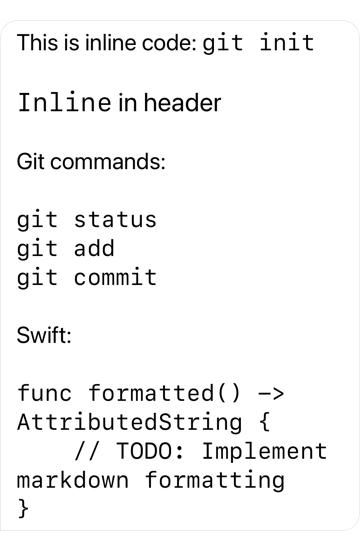 This is inline code: git init
Inline in header
Git commands:
git status
git add
git commit
Swift:
func formatted() ->
AttributedString {
    // TODO: Implement
markdown formatting
}